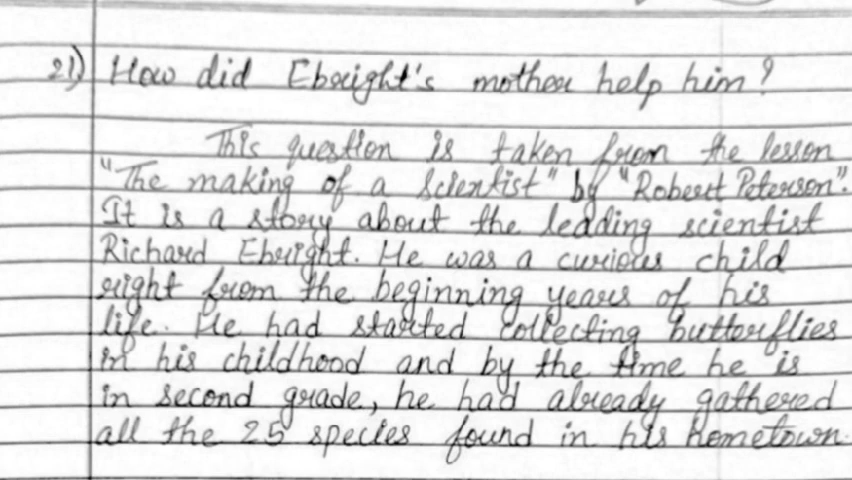 21) How did Ebright's mother help him?
This question is taken from the lesson
"The making of a Scientist" by "Robert Peterson".
It is a story about the leading scientist
Richard Ebright. He was a curious child
right from the beginning years of his
life. He had started collecting butterflies
in his childhood and by the time he is
in second grade, he had already gathered
all the 25 species found in his hometown.